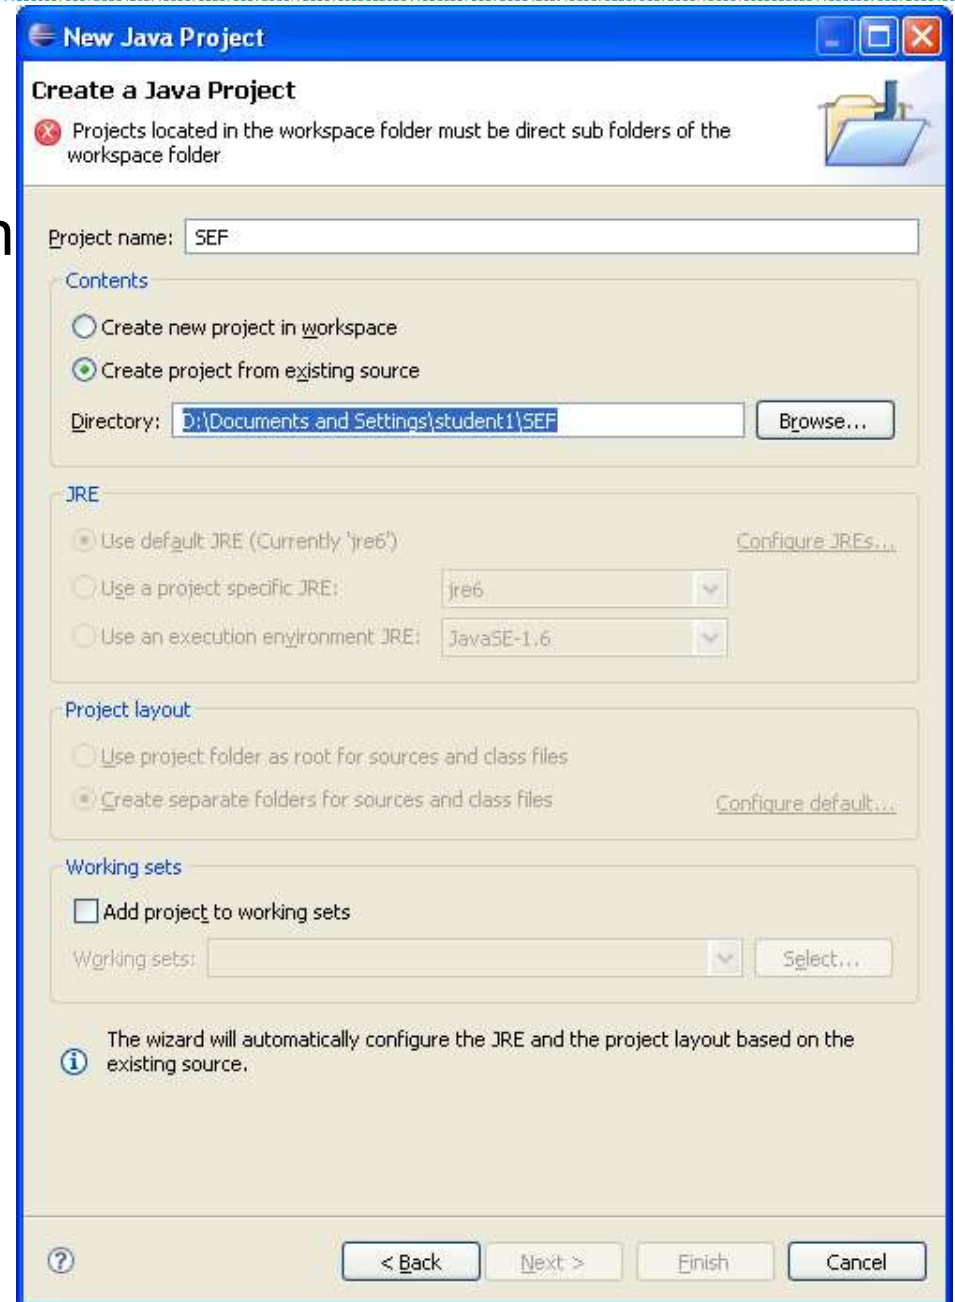 New Java Project
Create a Java Project
Projects located in the workspace folder must be direct sub folders of the
workspace folder
n
Project name: SEF
Contents
Create new project in workspace
Create project from existing source
Directory: D:\Documents and Settings\student1\SEF Browse...
JRE
Use default JRE (Currently 'jre6') Configure JREs...
Use a project specific JRE: jre6
Use an execution environment JRE: JavaSE-1.6
Project layout
Use project folder as root for sources and class files
Create separate folders for sources and class files Configure default...
Working sets
Add project to working sets
Working sets: Select...
The wizard will automatically configure the JRE and the project layout based on the
existing source.
< Back Next > Finish Cancel